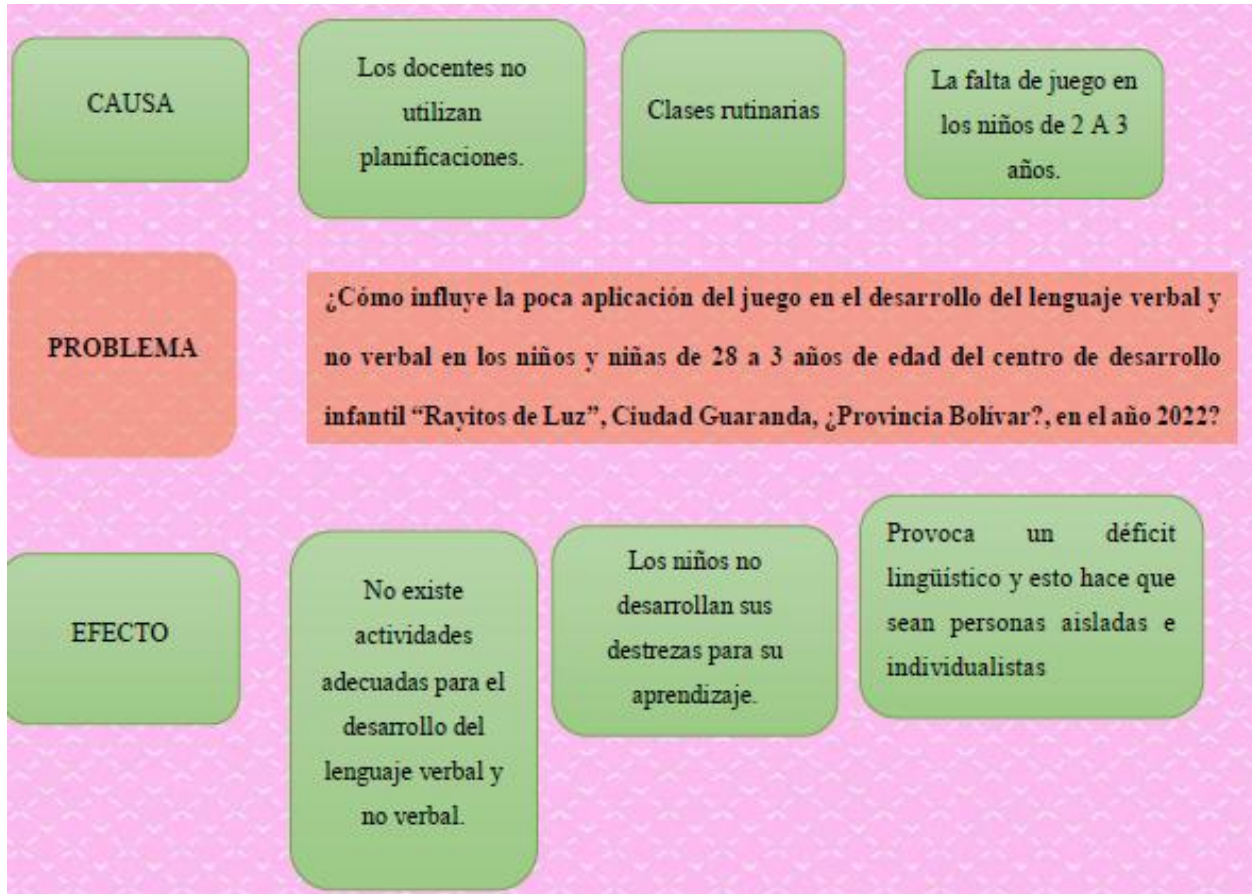 CAUSA
Los docentes no
utilizan
planificaciones.
Clases rutinarias
La falta de juego en
los niños de 2 A 3
años.
PROBLEMA
¿Cómo influye la poca aplicación del juego en el desarrollo del lenguaje verbal y
no verbal en los niños y niñas de 28 a 3 años de edad del centro de desarrollo
infantil “Rayitos de Luz”, Ciudad Guaranda, ¿Provincia Bolívar?, en el año 2022?
EFECTO
No existe
actividades
adecuadas para el
desarrollo del
lenguaje verbal y
no verbal.
Los niños no
desarrollan sus
destrezas para su
aprendizaje.
Provoca un déficit
lingüístico y esto hace que
sean personas aisladas e
individualistas